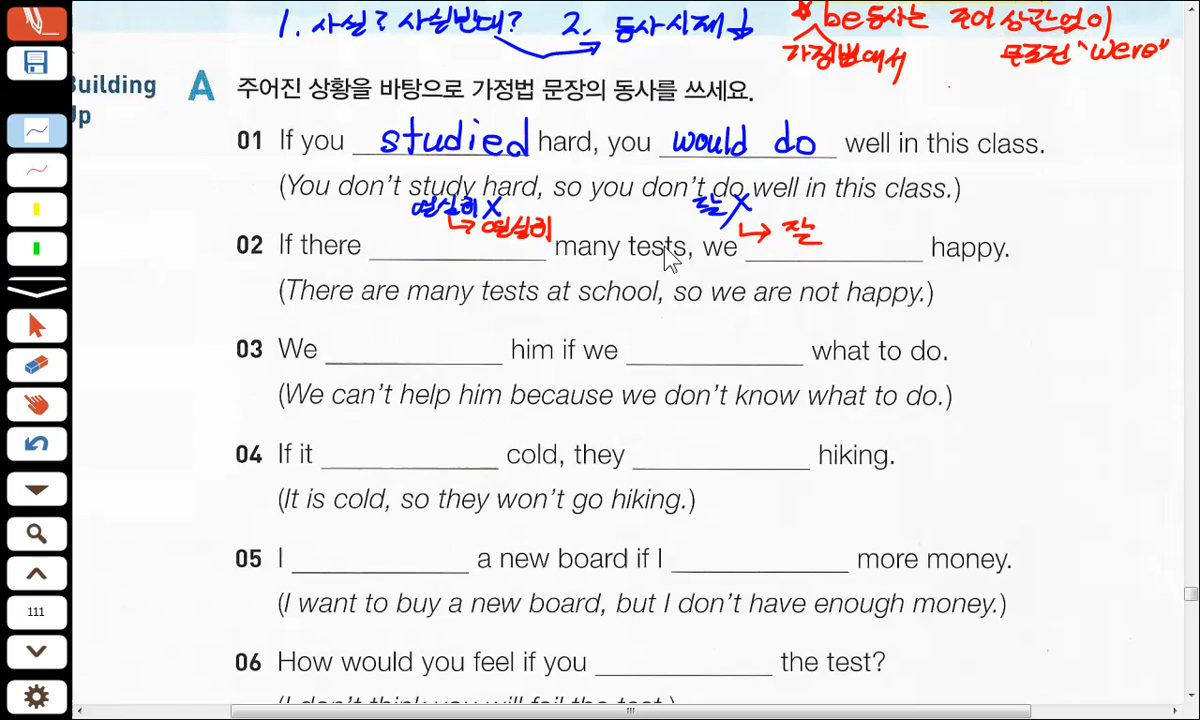 1. 사실? 사실반대? 2. 동사시제 ↓ ★ be동사는 주어 상관없이
가정법에서 무조건 "were"
Building Up
A 주어진 상황을 바탕으로 가정법 문장의 동사를 쓰세요.
01 If you studied hard, you would do well in this class.
(You don't study hard, so you don't do well in this class.)
열심히 X 잘 X
↳ 열심히 ↳ 잘
02 If there ____________ many tests, we ____________ happy.
(There are many tests at school, so we are not happy.)
03 We ____________ him if we ____________ what to do.
(We can't help him because we don't know what to do.)
04 If it ____________ cold, they ____________ hiking.
(It is cold, so they won't go hiking.)
05 I ____________ a new board if I ____________ more money.
(I want to buy a new board, but I don't have enough money.)
06 How would you feel if you ____________ the test?
(I don't think you will fail the test.)
111